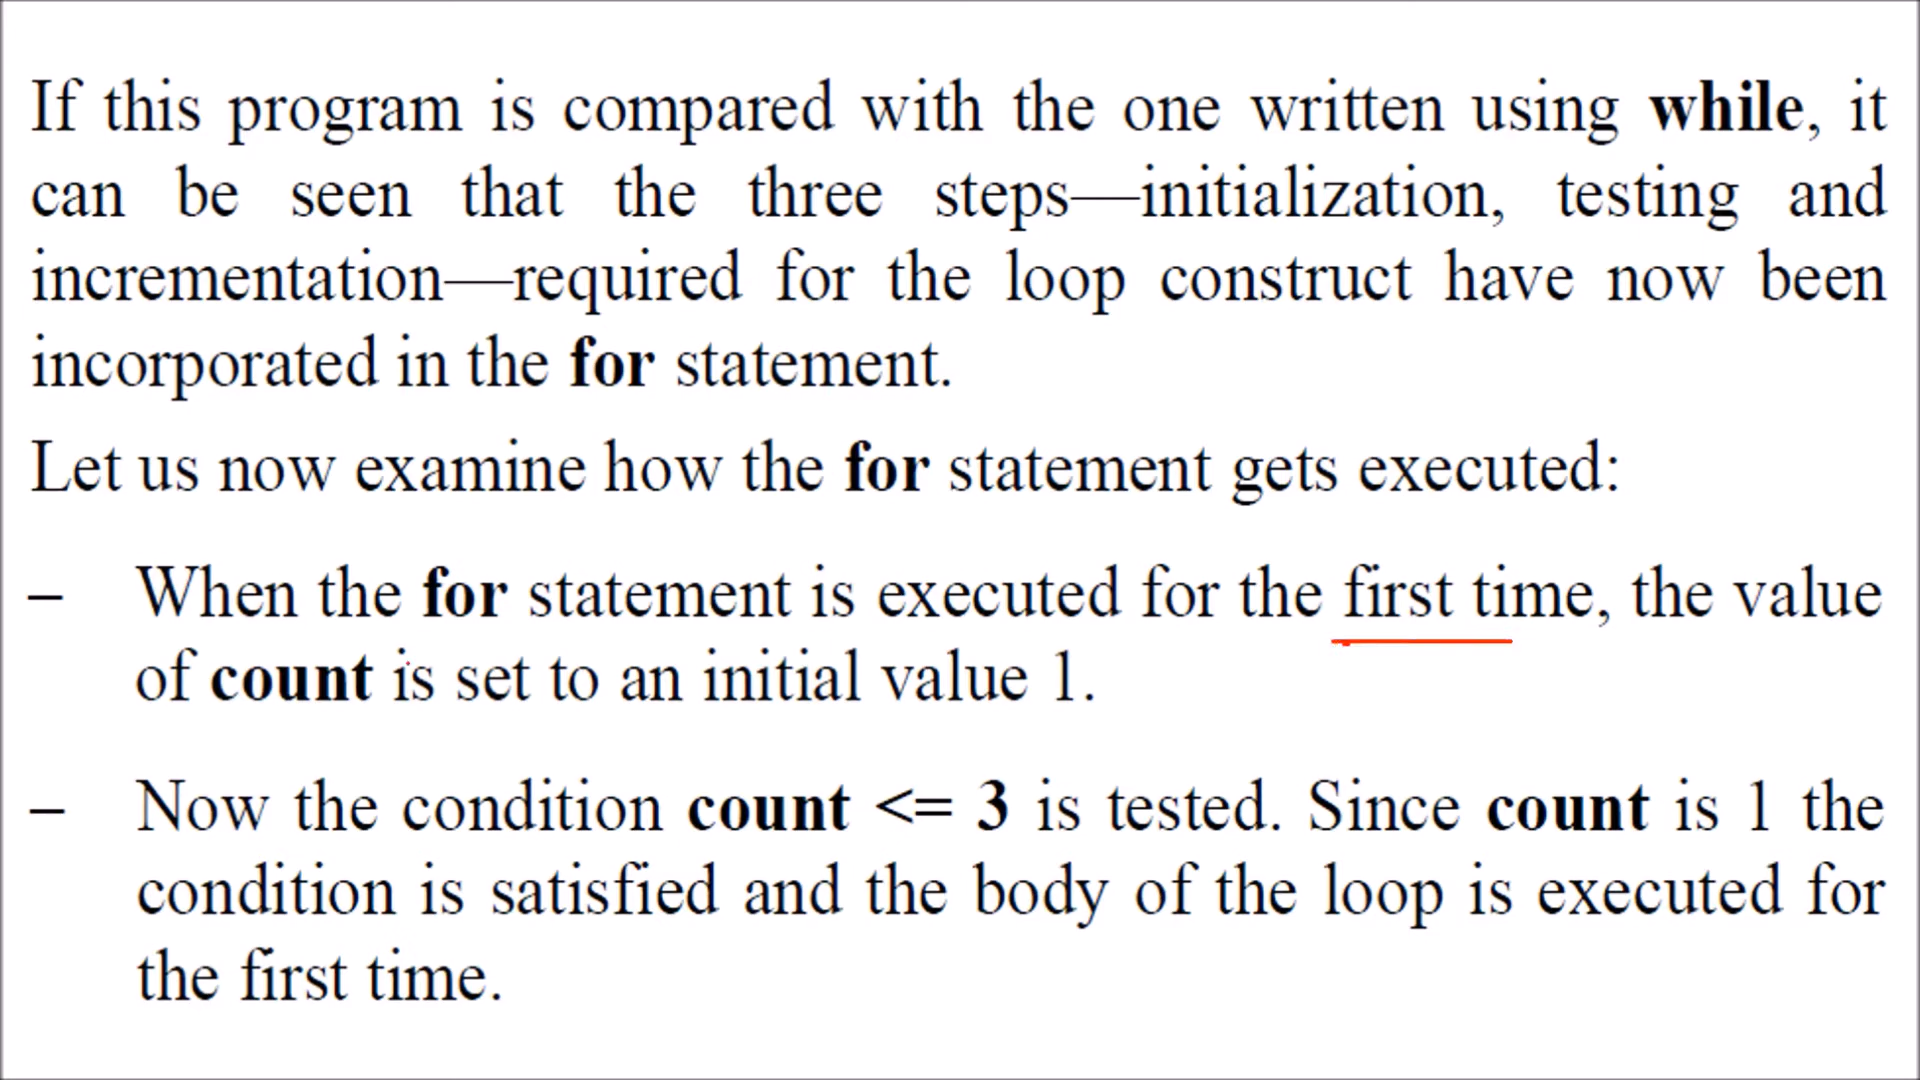 If this program is compared with the one written using while, it
can be seen that the three steps—initialization, testing and
incrementation—required for the loop construct have now been
incorporated in the for statement.
Let us now examine how the for statement gets executed:
– When the for statement is executed for the first time, the value
of count is set to an initial value 1.
– Now the condition count <= 3 is tested. Since count is 1 the
condition is satisfied and the body of the loop is executed for
the first time.